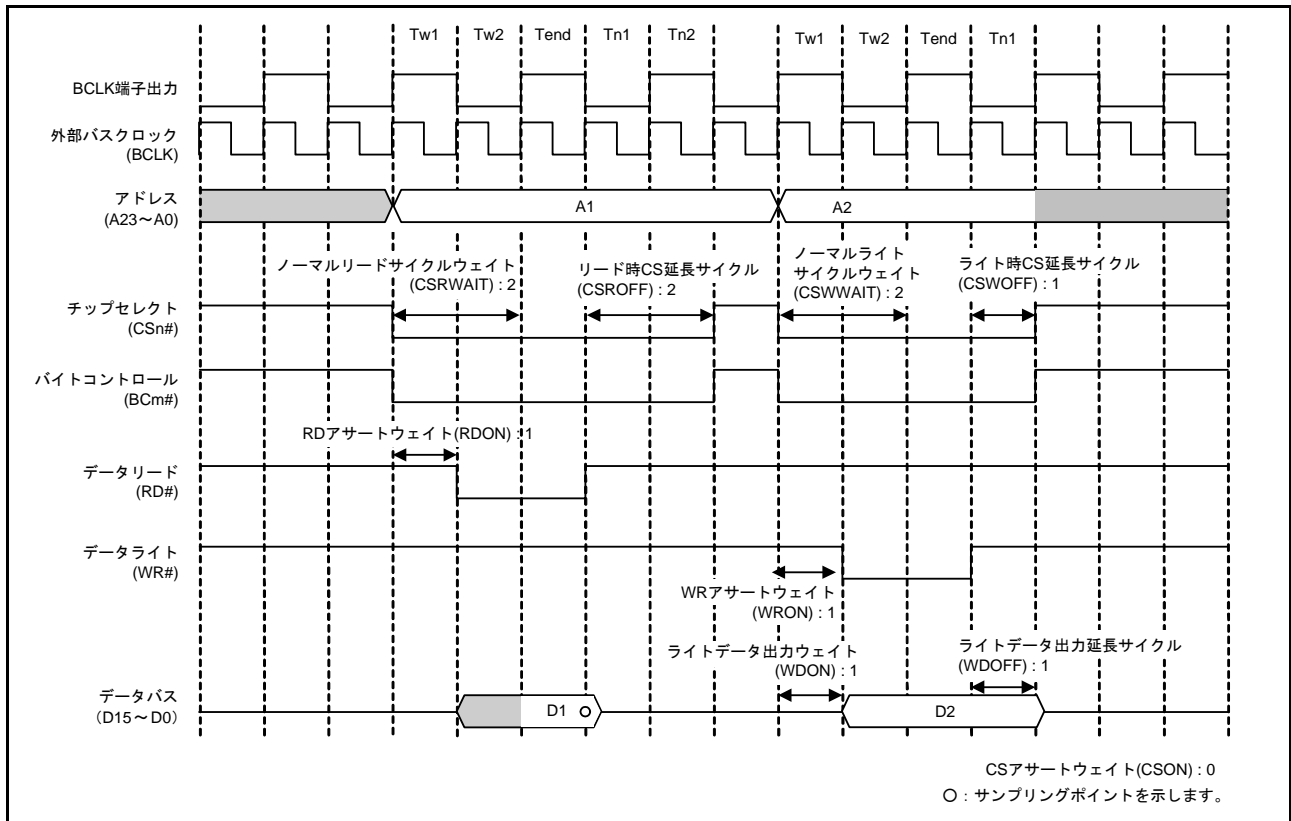 Tw1 Tw2 Tend Tn1 Tn2 Tw1 Tw2 Tend Tn1
BCLK端子出力
外部バスクロック
(BCLK)
アドレス
(A23～A0)
A1
A2
ノーマルリードサイクルウェイト
(CSRWAIT) : 2
リード時CS延長サイクル
(CSROFF) : 2
ノーマルライト
サイクルウェイト
(CSWWAIT) : 2
ライト時CS延長サイクル
(CSWOFF) : 1
チップセレクト
(CSn#)
バイトコントロール
(BCm#)
RDアサートウェイト(RDON) : 1
データリード
(RD#)
データライト
(WR#)
WRアサートウェイト
(WRON) : 1
ライトデータ出力ウェイト
(WDON) : 1
ライトデータ出力延長サイクル
(WDOFF) : 1
データバス
（D15～D0）
D1
D2
CSアサートウェイト(CSON) : 0
○ : サンプリングポイントを示します。